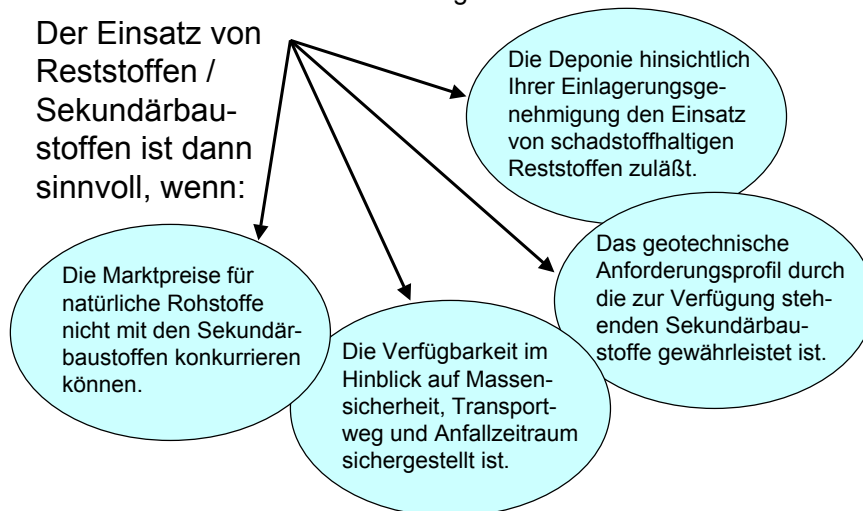 Der Einsatz von
Reststoffen /
Sekundärbau-
stoffen ist dann
sinnvoll, wenn:
Die Deponie hinsichtlich
Ihrer Einlagerungsge-
nehmigung den Einsatz
von schadstoffhaltigen
Reststoffen zuläßt.
Das geotechnische
Anforderungsprofil durch
die zur Verfügung steh-
enden Sekundärbau-
stoffe gewährleistet ist.
Die Verfügbarkeit im
Hinblick auf Massen-
sicherheit, Transport-
weg und Anfallzeitraum
sichergestellt ist.
Die Marktpreise für
natürliche Rohstoffe
nicht mit den Sekundär-
baustoffen konkurrieren
können.